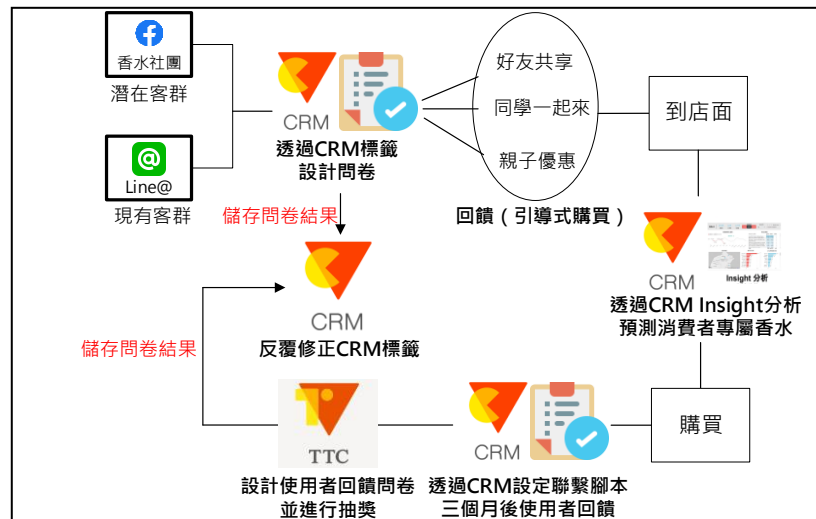 香水社團
潛在客群
Line@
現有客群
CRM
透過CRM標籤
設計問卷
好友共享
同學一起來
親子優惠
回饋（引導式購買）
到店面
儲存問卷結果
CRM
反覆修正CRM標籤
CRM
Insight 分析
透過CRM Insight分析
預測消費者專屬香水
購買
CRM
透過CRM設定聯繫腳本
三個月後使用者回饋
TTC
設計使用者回饋問卷
並進行抽獎
儲存問卷結果